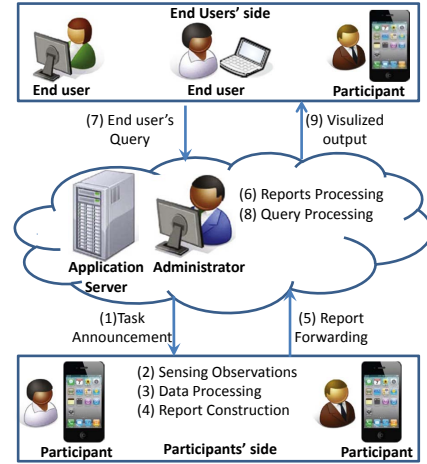 End Users' side
End user
End user
Participant
(7) End user's
Query
(9) Visulized
output
(6) Reports Processing
(8) Query Processing
Application
Server
Administrator
(1)Task
Announcement
(5) Report
Forwarding
(2) Sensing Observations
(3) Data Processing
(4) Report Construction
Participant
Participant
Participants' side